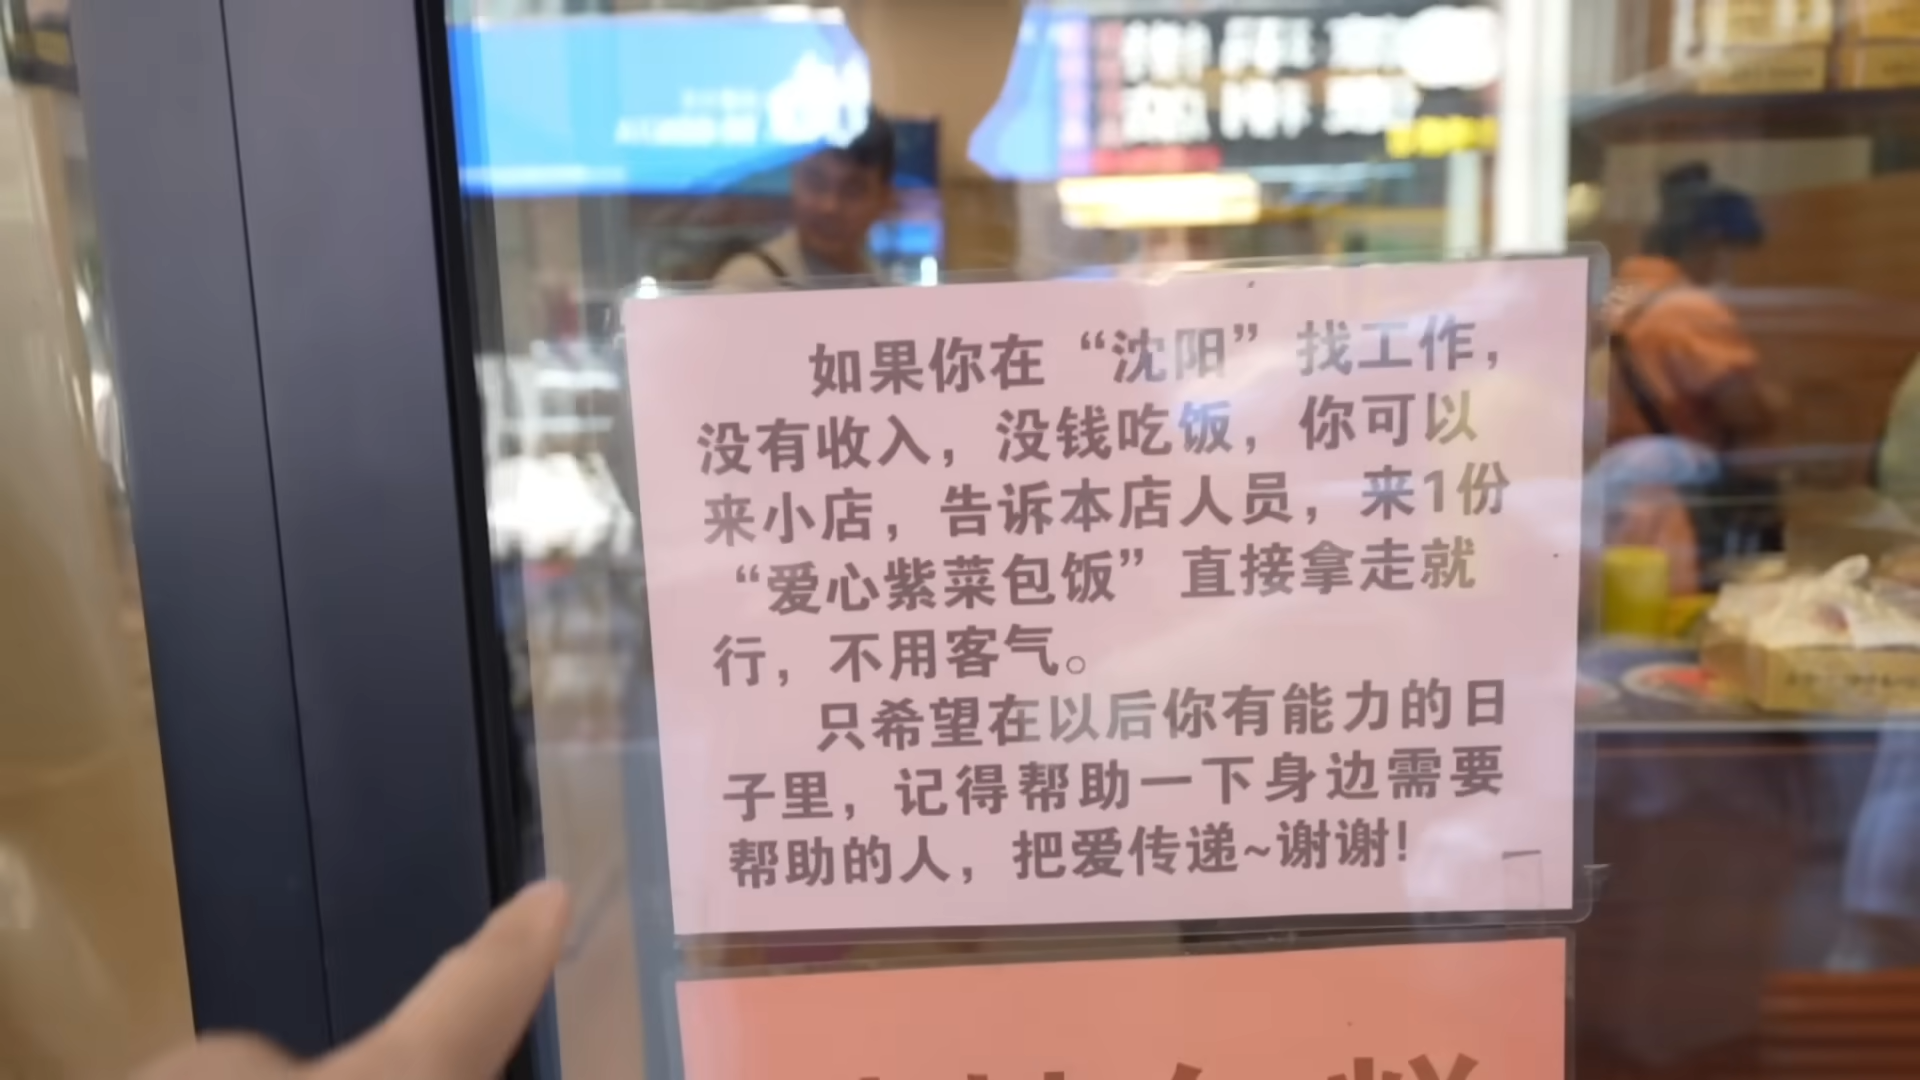 如果你在“沈阳”找工作，
没有收入，没钱吃饭，你可以
来小店，告诉本店人员，来1份
“爱心紫菜包饭”直接拿走就
行，不用客气。
只希望在以后你有能力的日
子里，记得帮助一下身边需要
帮助的人，把爱传递~谢谢!